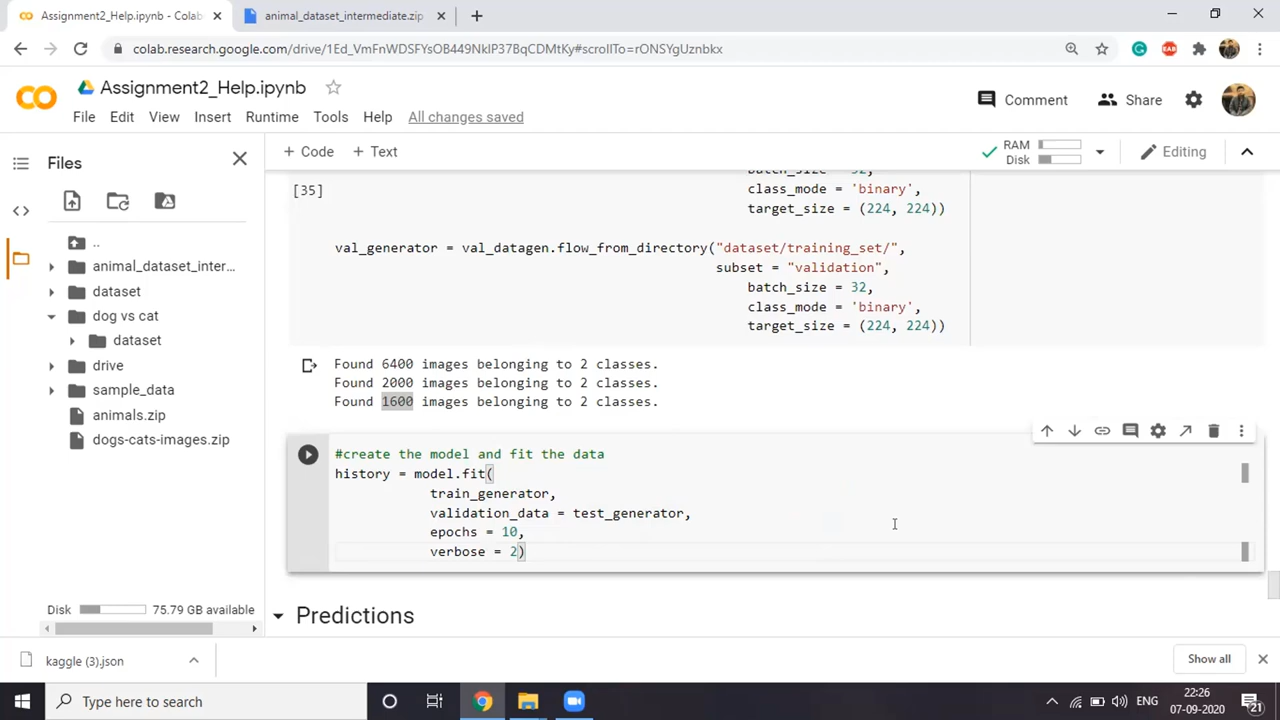 Assignment2_Help.ipynb - Colab
animal_dataset_intermediate.zip
colab.research.google.com/drive/1Ed_VmFnWDSFYsOB449NkIP37BqCDMtKy#scrollTo=rONSYgUznbkx
Assignment2_Help.ipynb
Comment
Share
File Edit View Insert Runtime Tools Help All changes saved
Files
+ Code + Text
RAM
Disk
Editing
[35]
batch_size = 32,
class_mode = 'binary',
target_size = (224, 224))
val_generator = val_datagen.flow_from_directory("dataset/training_set/",
subset = "validation",
batch_size = 32,
class_mode = 'binary',
target_size = (224, 224))
..
animal_dataset_inter...
dataset
dog vs cat
dataset
drive
sample_data
animals.zip
dogs-cats-images.zip
Found 6400 images belonging to 2 classes.
Found 2000 images belonging to 2 classes.
Found 1600 images belonging to 2 classes.
#create the model and fit the data
history = model.fit(
train_generator,
validation_data = test_generator,
epochs = 10,
verbose = 2)
Predictions
Disk
75.79 GB available
kaggle (3).json
Show all
Type here to search
ENG
22:26
07-09-2020
21